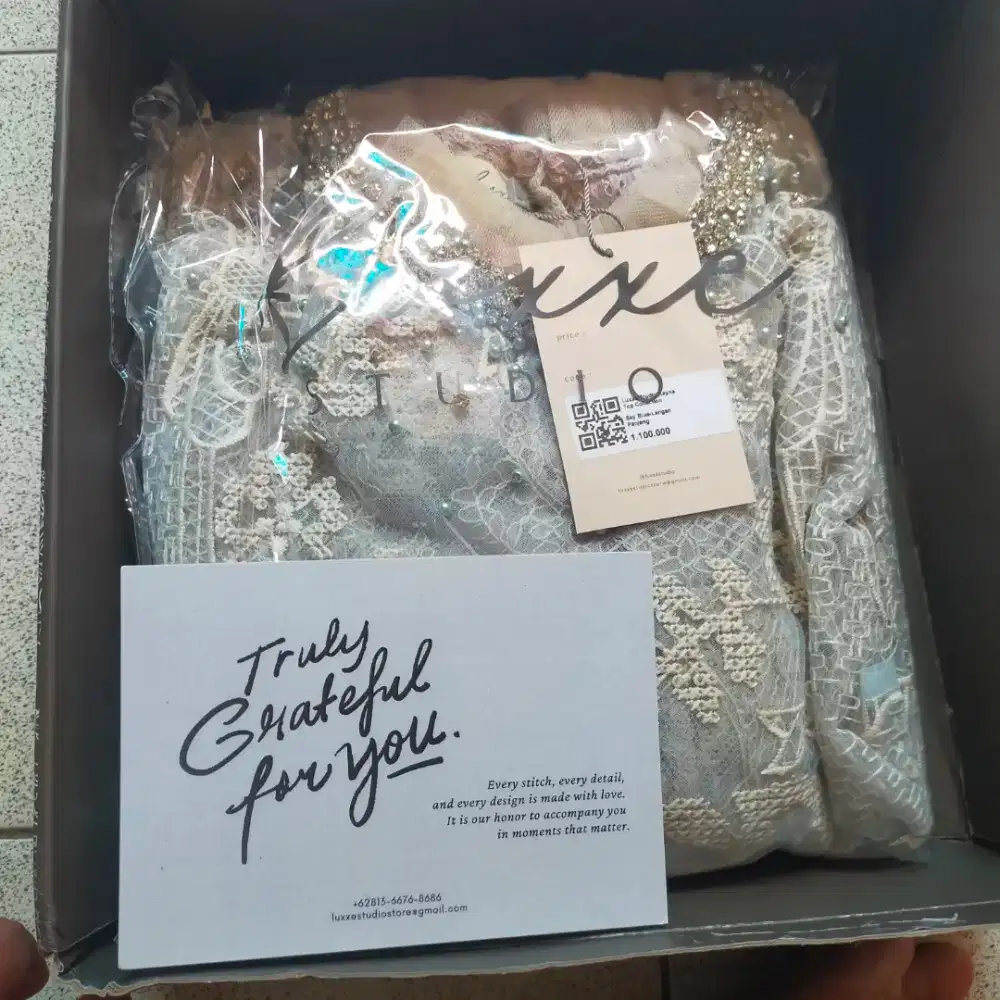 Luxxe
STUDIO
price :
code :
Top
Sky Blue-Lengan
Panjang
1.100.000
Truly
Grateful
for you.
Every stitch, every detail,
and every design is made with love.
It is our honor to accompany you
in moments that matter.
+62813-6676-8686
luxxestudiostore@gmail.com